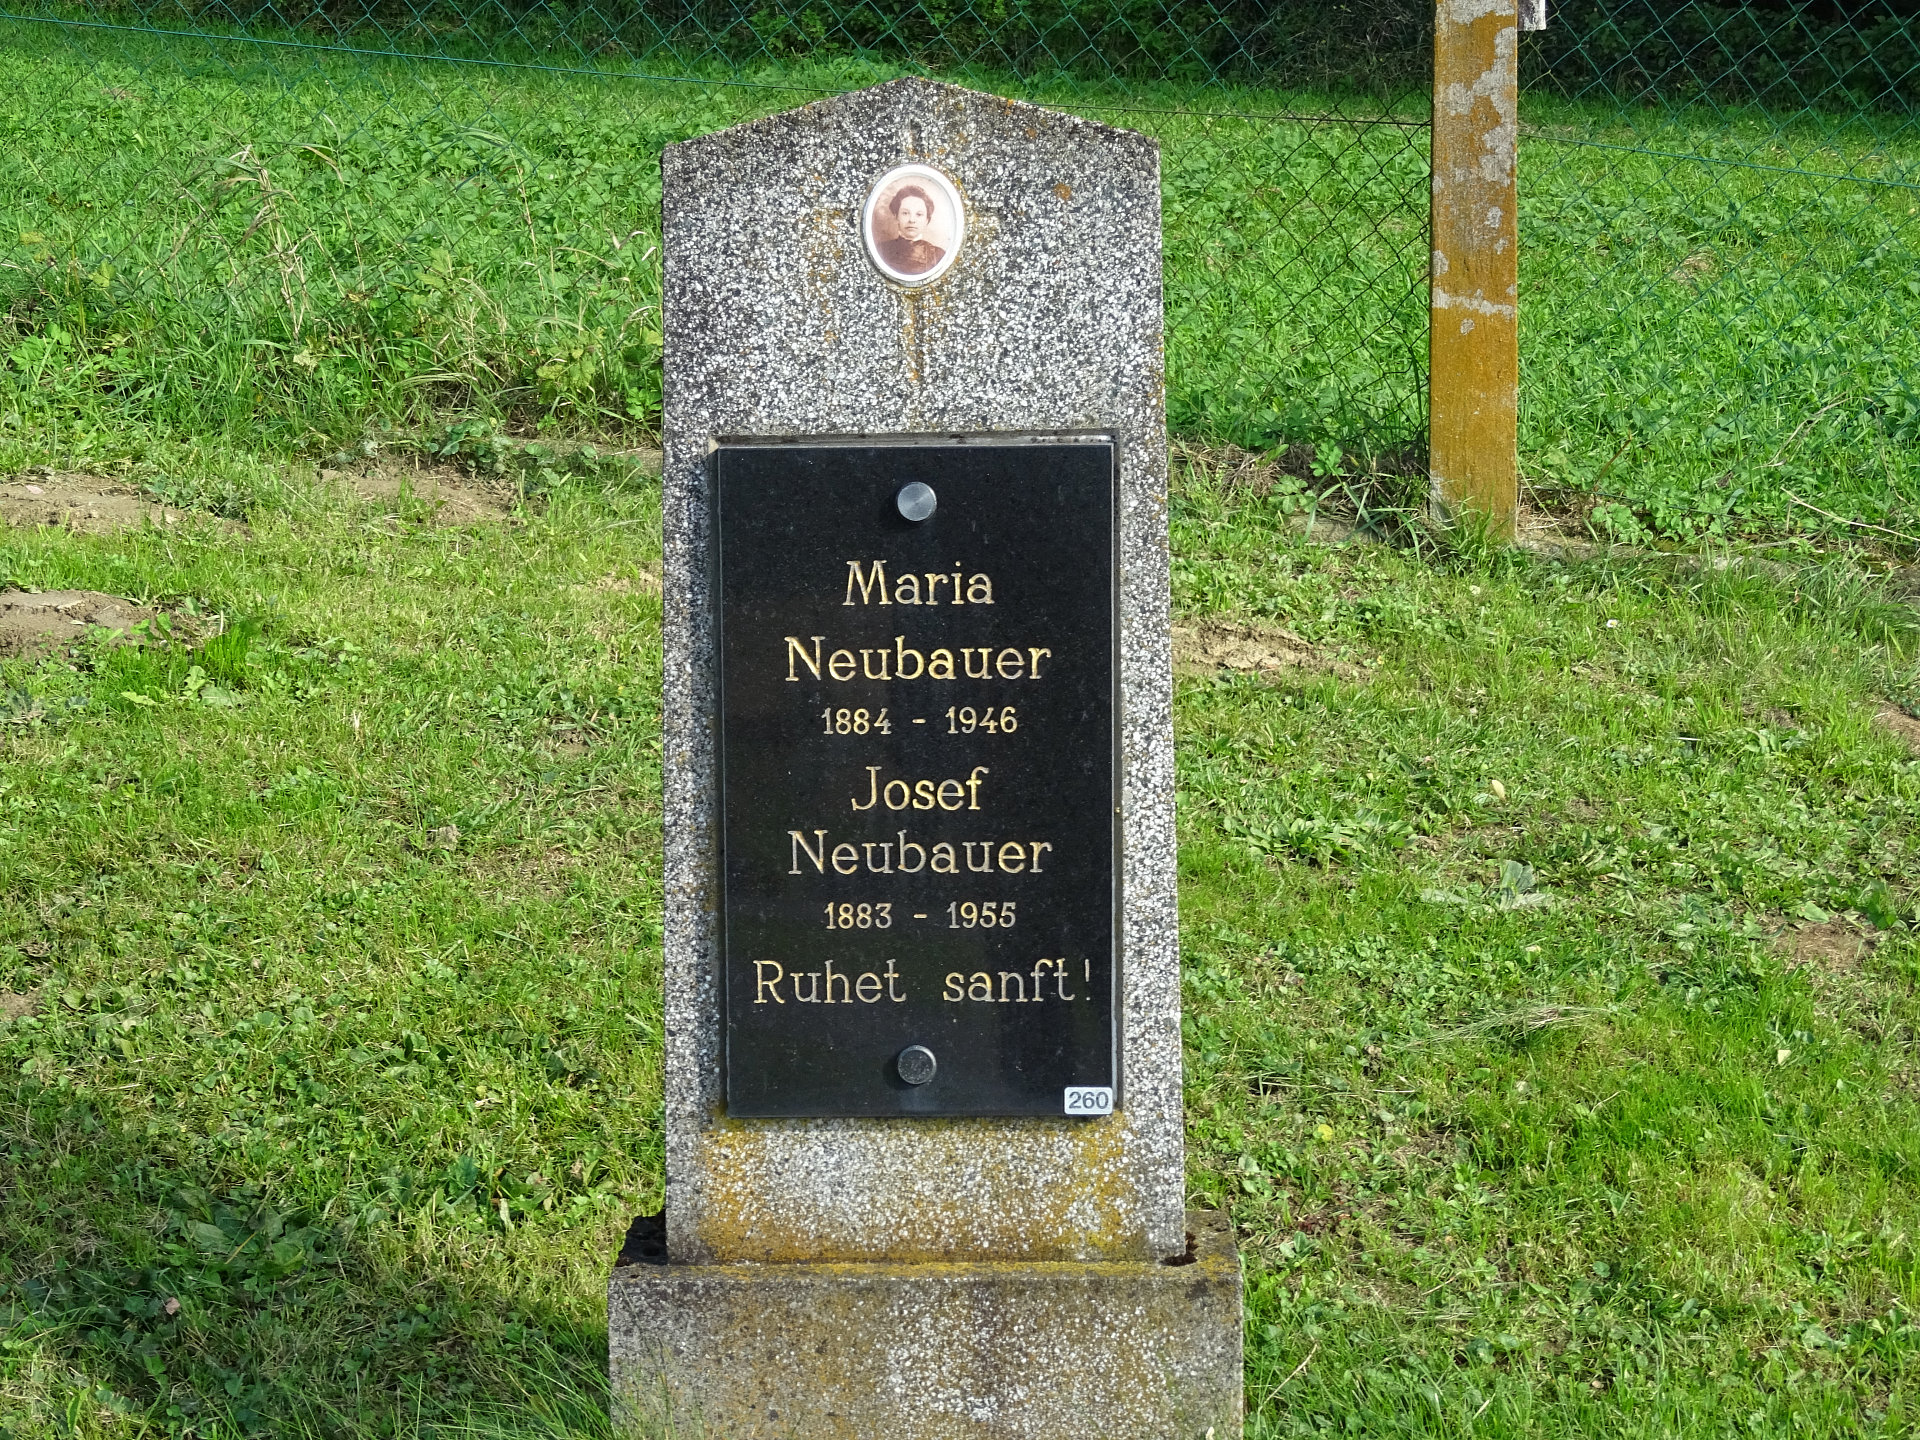 Maria
Neubauer
1884 - 1946
Josef
Neubauer
1883 - 1955
Ruhet sanft!
260